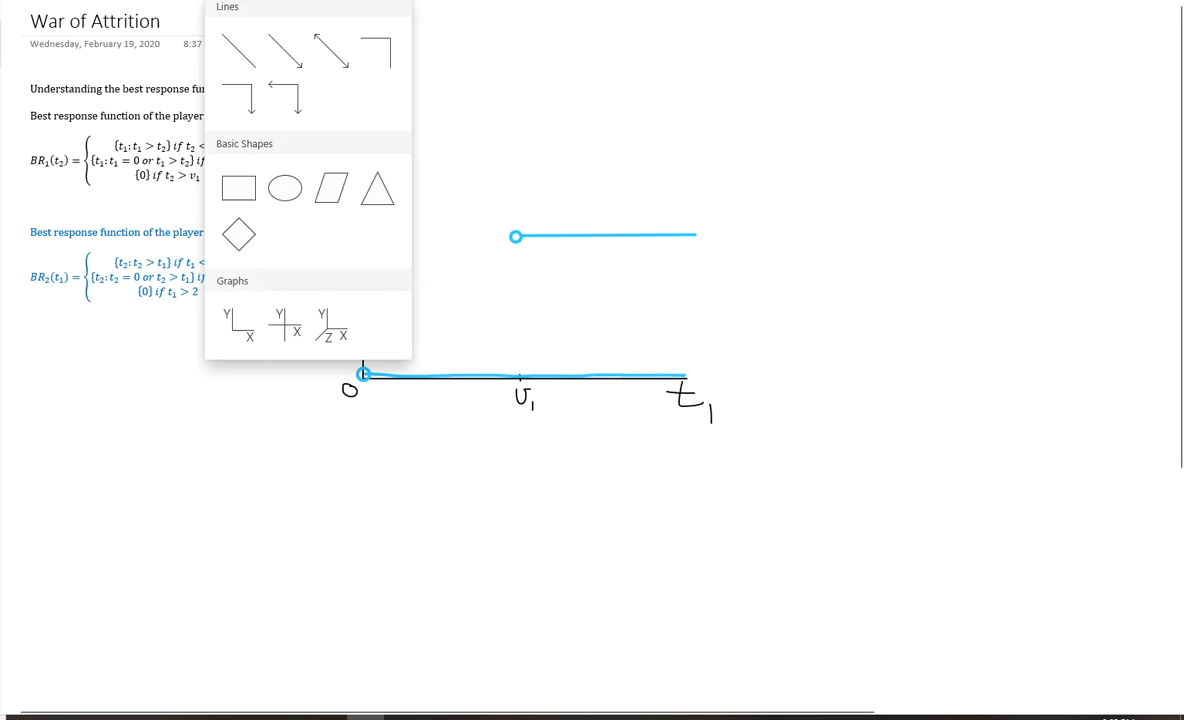 War of Attrition
Wednesday, February 19, 2020 8:37
Understanding the best response
Best response function of the player
{t₁: t₁ > t₂} if t₂ <
BR₁(t₂) = {t₁: t₁ = 0 or t₁ > t₂} if
{0} if t₂ > v₁
Best response function of the player
{t₂: t₂ > t₁} if t₁ <
BR₂(t₁) = {t₂: t₂ = 0 or t₂ > t₁} if
{0} if t₁ > 2
Lines
Basic Shapes
Graphs
Y X
Y X
Y Z X
0
v₁
t₁